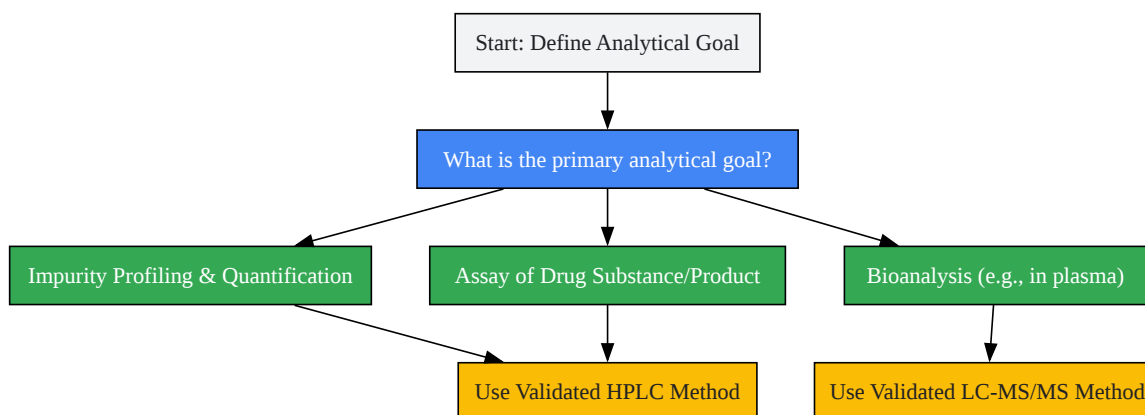 Start: Define Analytical Goal
What is the primary analytical goal?
Impurity Profiling & Quantification
Assay of Drug Substance/Product
Bioanalysis (e.g., in plasma)
Use Validated HPLC Method
Use Validated LC-MS/MS Method